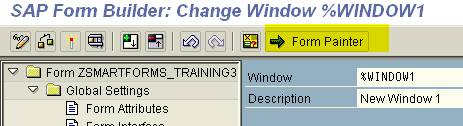 SAP Form Builder: Change Window %WINDOW1
Form Painter
Form ZSMARTFORMS_TRAINING3
Global Settings
Form Attributes
Form Interface
Window %WINDOW1
Description New Window 1